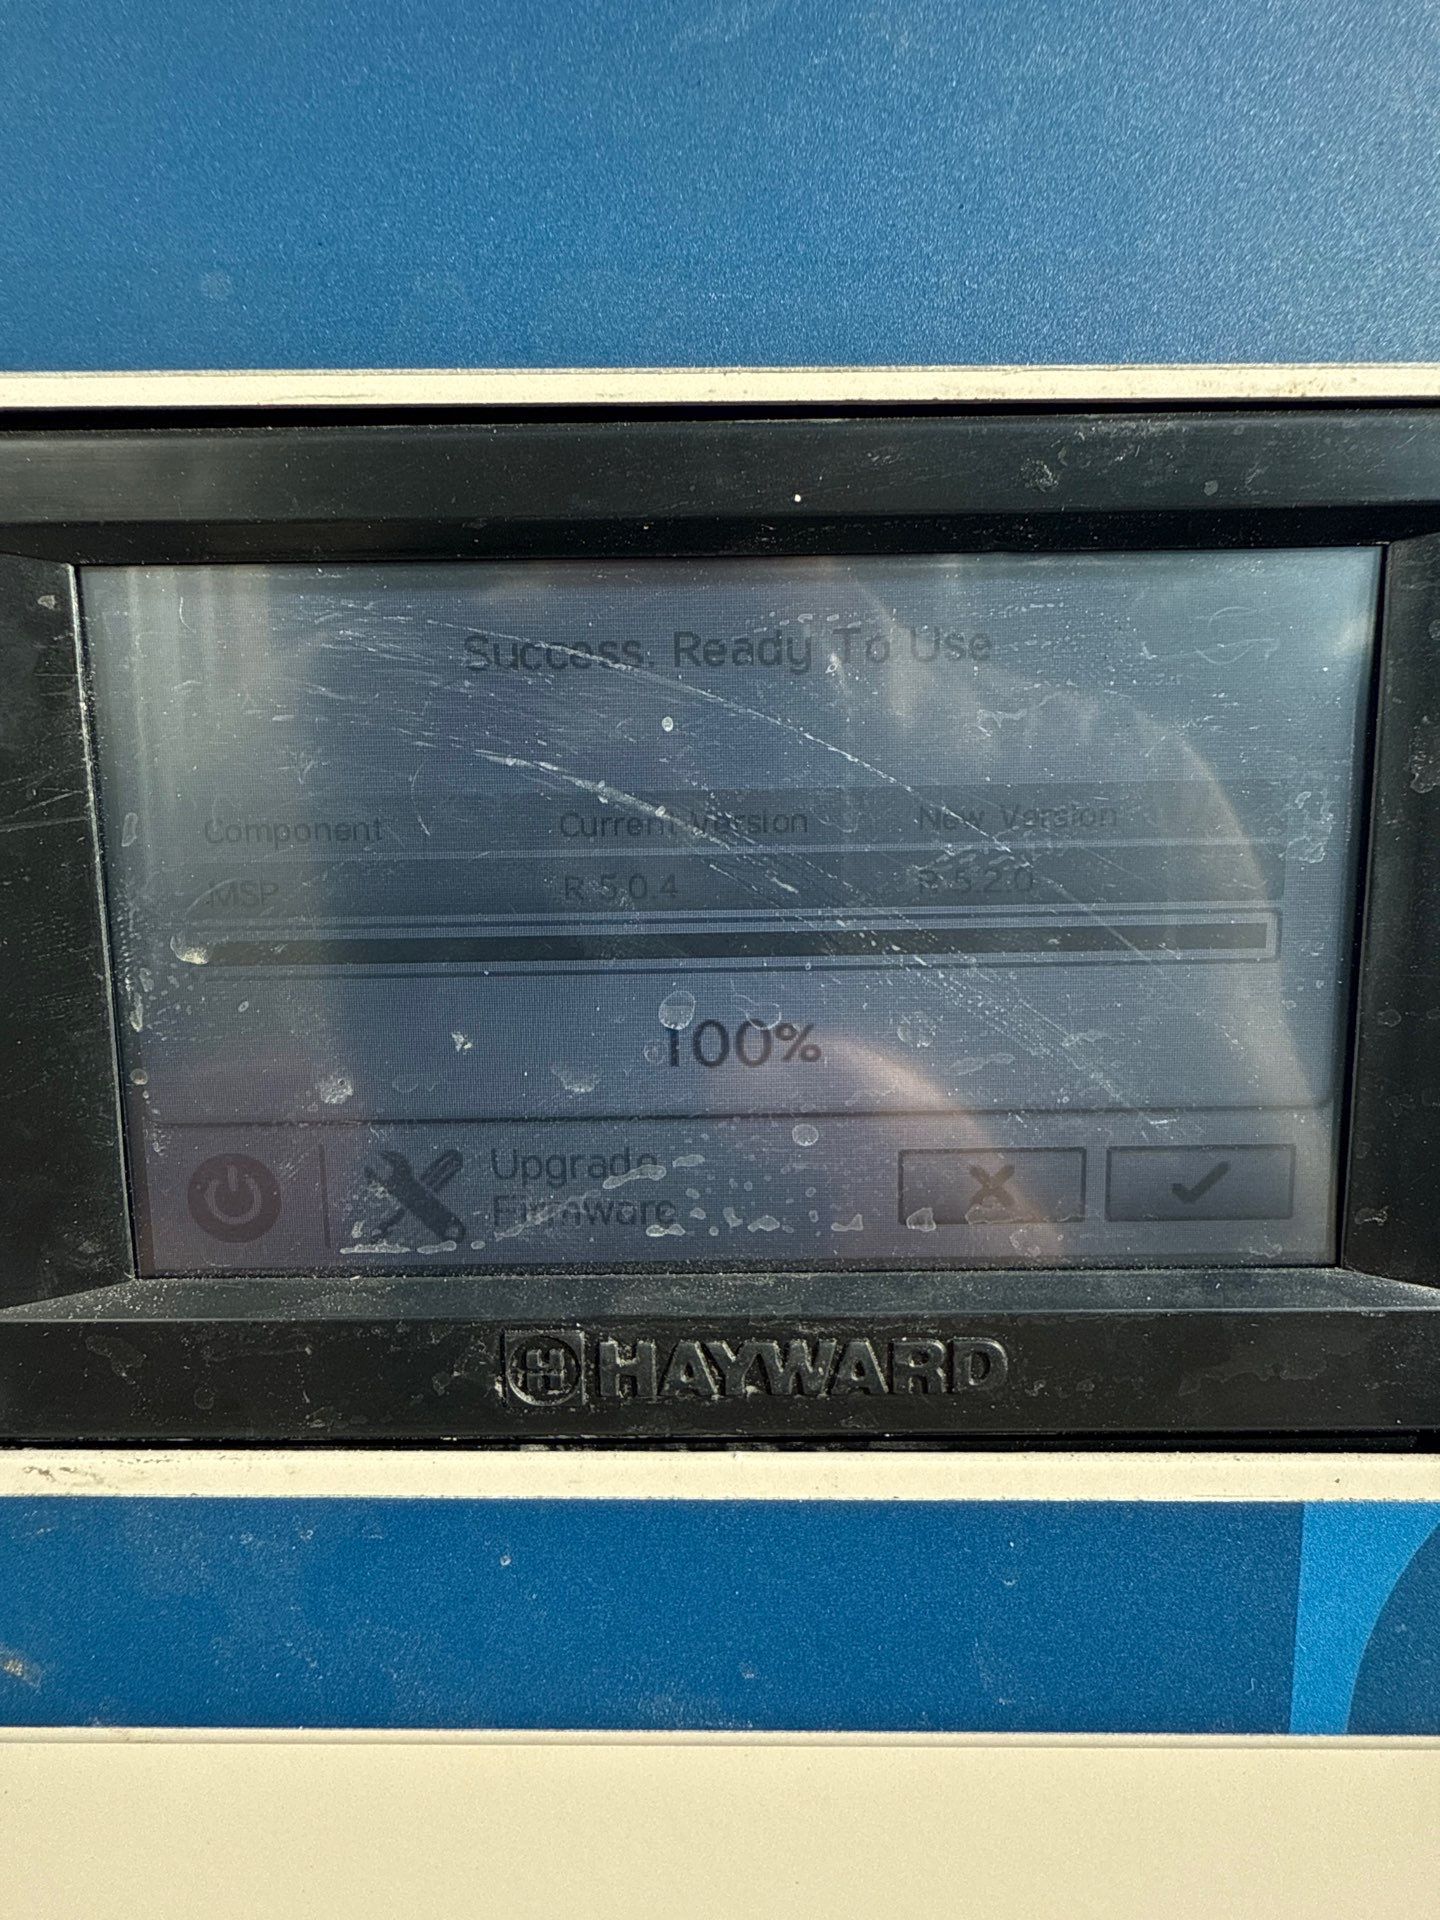 Success. Ready To Use
Component Current Version New Version
MSP R 5.0.4 R 5.2.0
100%
Upgrade
Firmware
HAYWARD